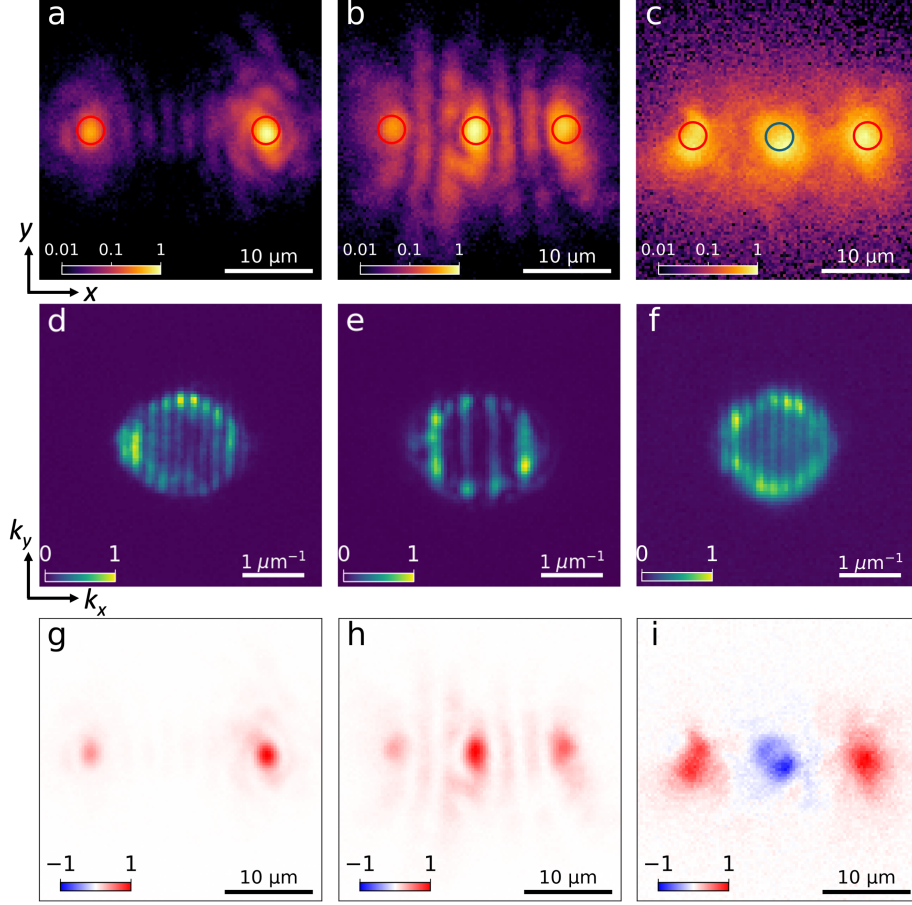 a b c
0.01 0.1 1 10 µm 0.01 0.1 1 10 µm 0.01 0.1 1 10 µm
y
x
d e f
0 1 1 µm⁻¹ 0 1 1 µm⁻¹ 0 1 1 µm⁻¹
k_y
k_x
g h i
−1 1 10 µm −1 1 10 µm −1 1 10 µm